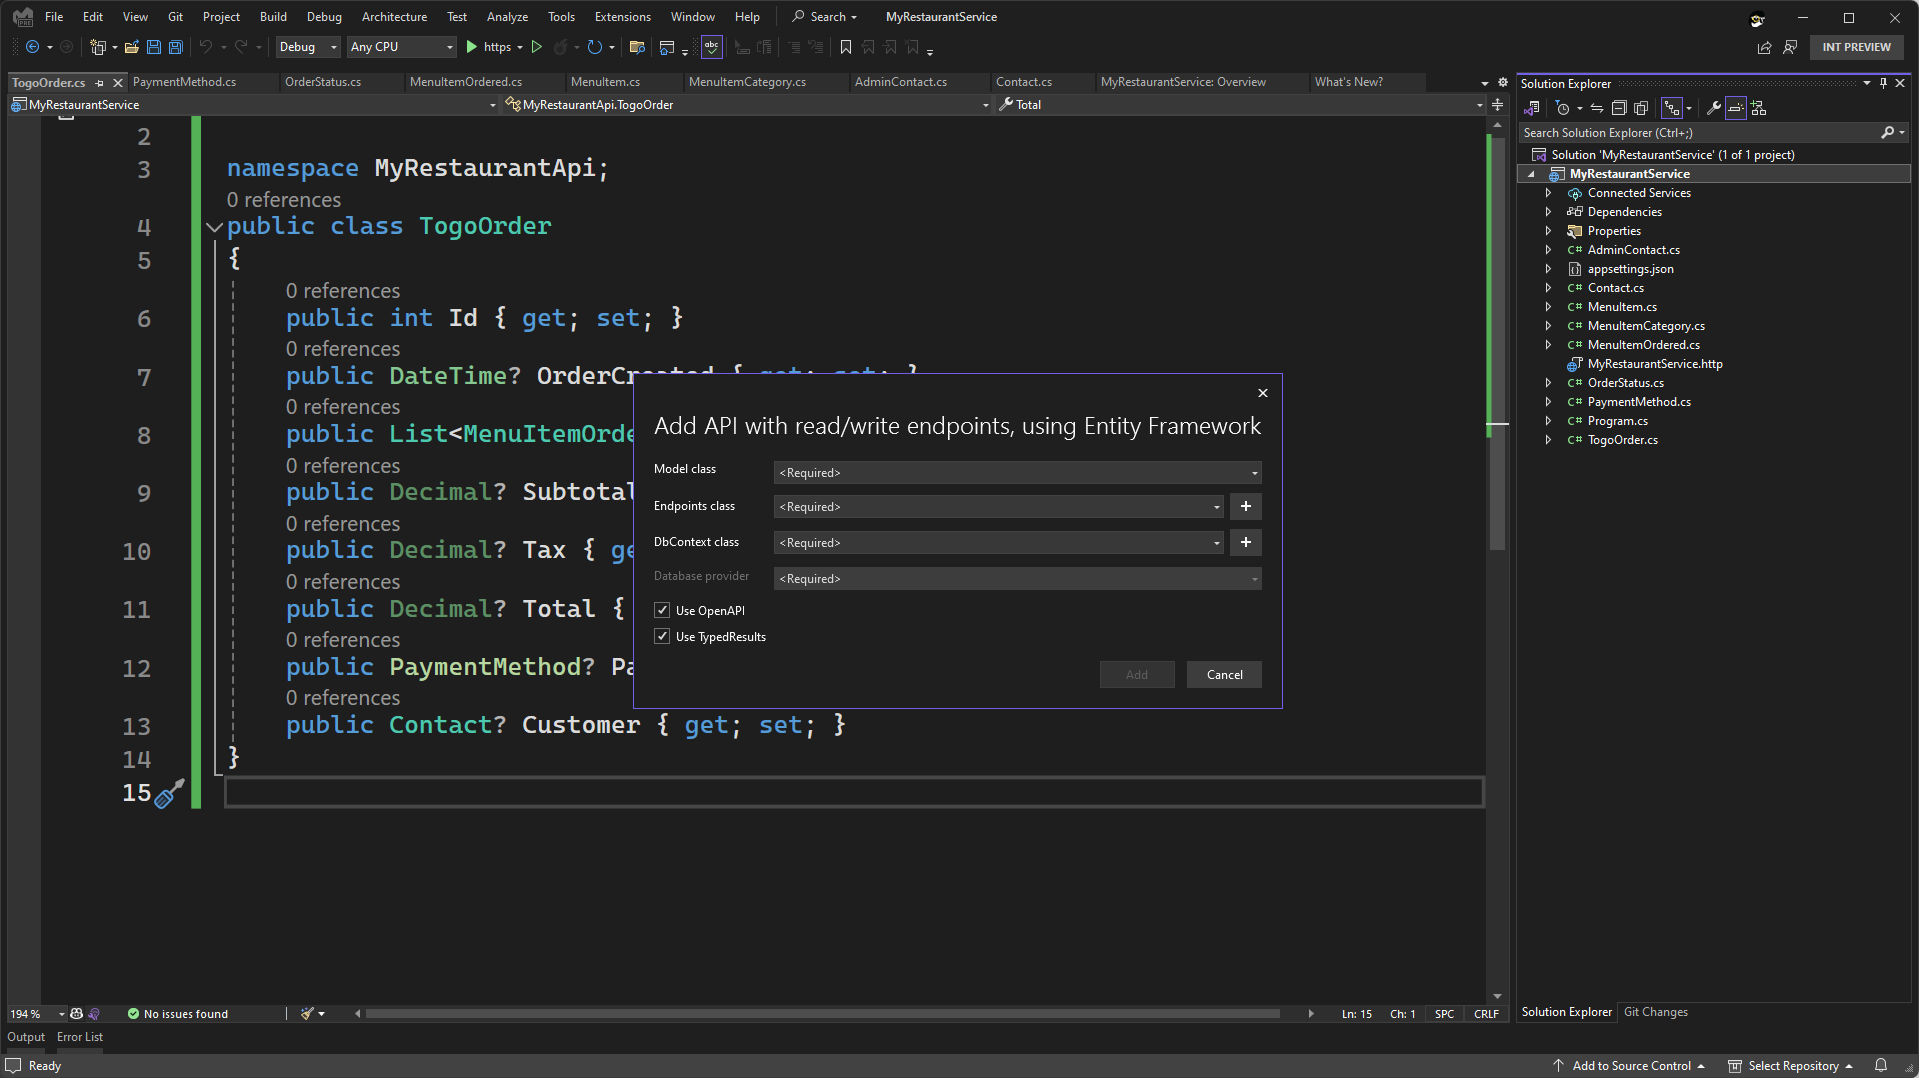 File Edit View Git Project Build Debug Architecture Test Analyze Tools Extensions Window Help Search MyRestaurantService
Debug Any CPU https INT PREVIEW
TogoOrder.cs PaymentMethod.cs OrderStatus.cs MenuItemOrdered.cs MenuItem.cs MenuItemCategory.cs AdminContact.cs Contact.cs MyRestaurantService: Overview What's New?
MyRestaurantService MyRestaurantApi.TogoOrder Total
2
3 namespace MyRestaurantApi;
0 references
4 public class TogoOrder
5 {
0 references
6 public int Id { get; set; }
0 references
7 public DateTime? OrderCreated { get; set; }
0 references
8 public List<MenuItemOrde
0 references
9 public Decimal? Subtotal
0 references
10 public Decimal? Tax { ge
0 references
11 public Decimal? Total {
0 references
12 public PaymentMethod? Pa
0 references
13 public Contact? Customer { get; set; }
14 }
15
Add API with read/write endpoints, using Entity Framework
Model class <Required>
Endpoints class <Required>
DbContext class <Required>
Database provider <Required>
Use OpenAPI
Use TypedResults
Add Cancel
Solution Explorer
Search Solution Explorer (Ctrl+;)
Solution 'MyRestaurantService' (1 of 1 project)
MyRestaurantService
Connected Services
Dependencies
Properties
C# AdminContact.cs
appsettings.json
C# Contact.cs
C# MenuItem.cs
C# MenuItemCategory.cs
C# MenuItemOrdered.cs
MyRestaurantService.http
C# OrderStatus.cs
C# PaymentMethod.cs
C# Program.cs
C# TogoOrder.cs
194 % No issues found Ln: 15 Ch: 1 SPC CRLF
Solution Explorer Git Changes
Output Error List
Ready Add to Source Control Select Repository